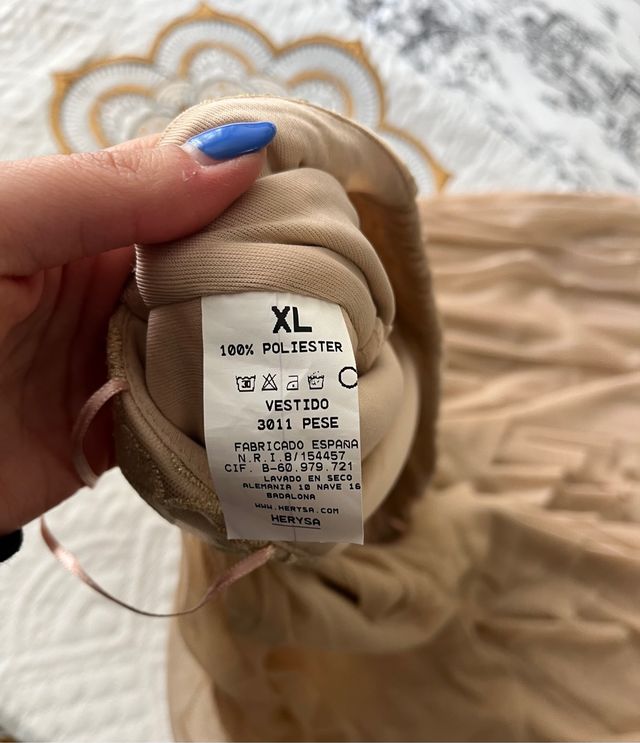 XL
100% POLIESTER
30
VESTIDO
3011 PESE
FABRICADO ESPAÑA
N.R.I.8/154457
CIF. B-60.979.721
LAVADO EN SECO
ALEMANIA 10 NAVE 16
BADALONA
WWW.HERYSA.COM
HERYSA